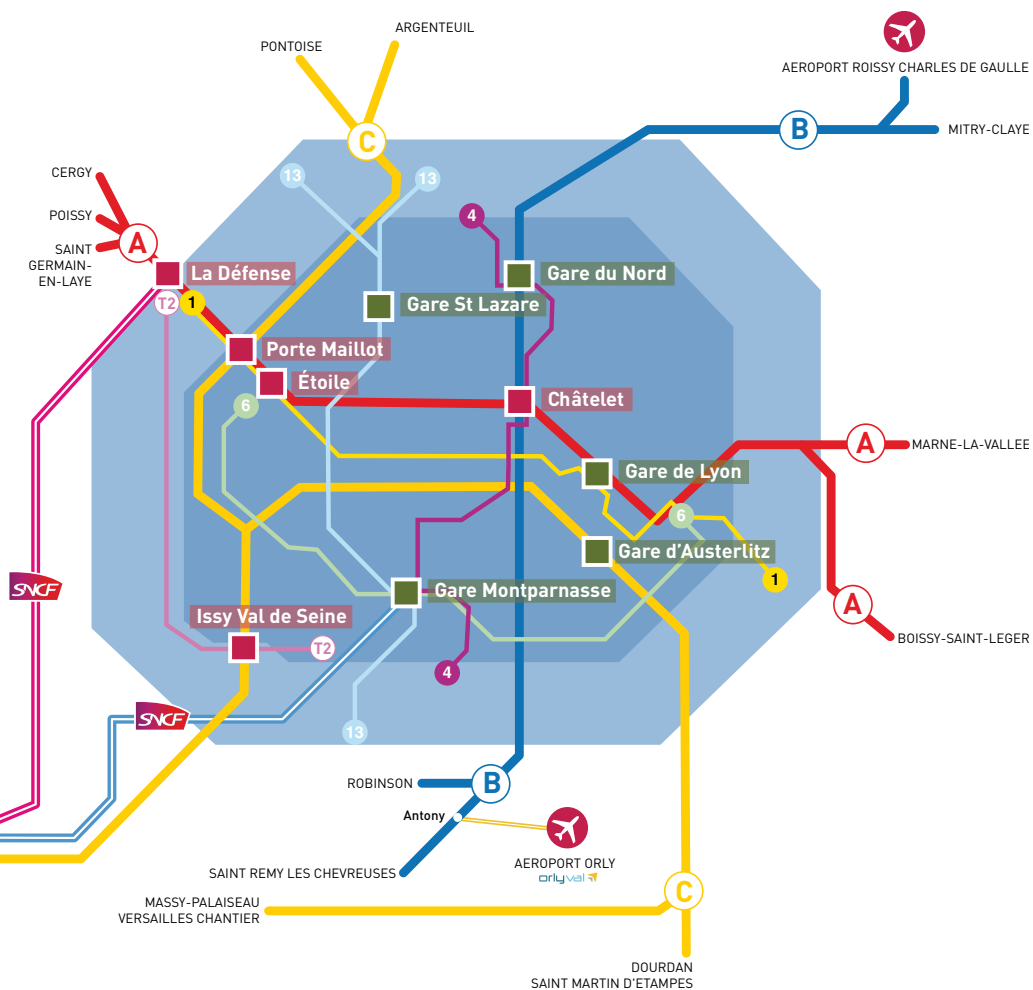 ARGENTEUIL
PONTOISE
AEROPORT ROISSY CHARLES DE GAULLE
C
B
MITRY-CLAYE
CERGY
13
13
POISSY
4
A
SAINT
GERMAIN-
EN-LAYE
La Défense
Gare du Nord
T2
1
Gare St Lazare
Porte Maillot
Étoile
6
Châtelet
A
MARNE-LA-VALLEE
Gare de Lyon
6
Gare d'Austerlitz
1
SNCF
Gare Montparnasse
A
Issy Val de Seine
BOISSY-SAINT-LEGER
T2
4
SNCF
13
ROBINSON
B
Antony
AEROPORT ORLY
orlyval
SAINT REMY LES CHEVREUSES
C
MASSY-PALAISEAU
VERSAILLES CHANTIER
DOURDAN
SAINT MARTIN D'ETAMPES